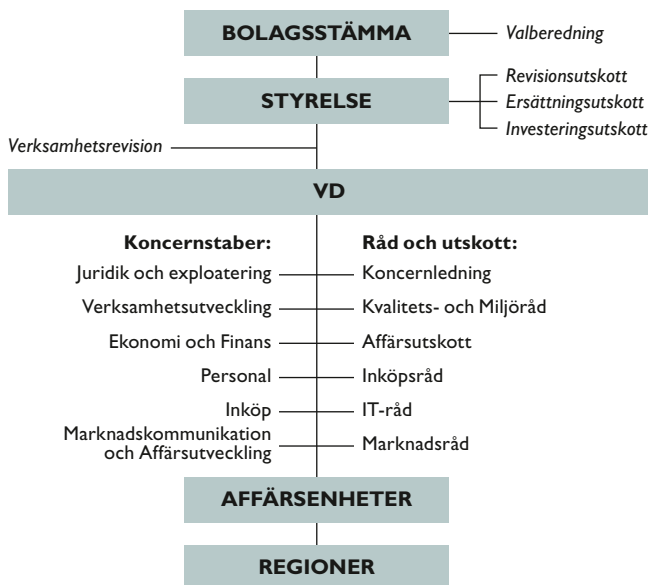 BOLAGSSTÄMMA
Valberedning
STYRELSE
Revisionsutskott
Ersättningsutskott
Investeringsutskott
Verksamhetsrevision
VD
Koncernstaber:
Juridik och exploatering
Verksamhetsutveckling
Ekonomi och Finans
Personal
Inköp
Marknadskommunikation
och Affärsutveckling
Råd och utskott:
Koncernledning
Kvalitets- och Miljöråd
Affärsutskott
Inköpsråd
IT-råd
Marknadsråd
AFFÄRSENHETER
REGIONER